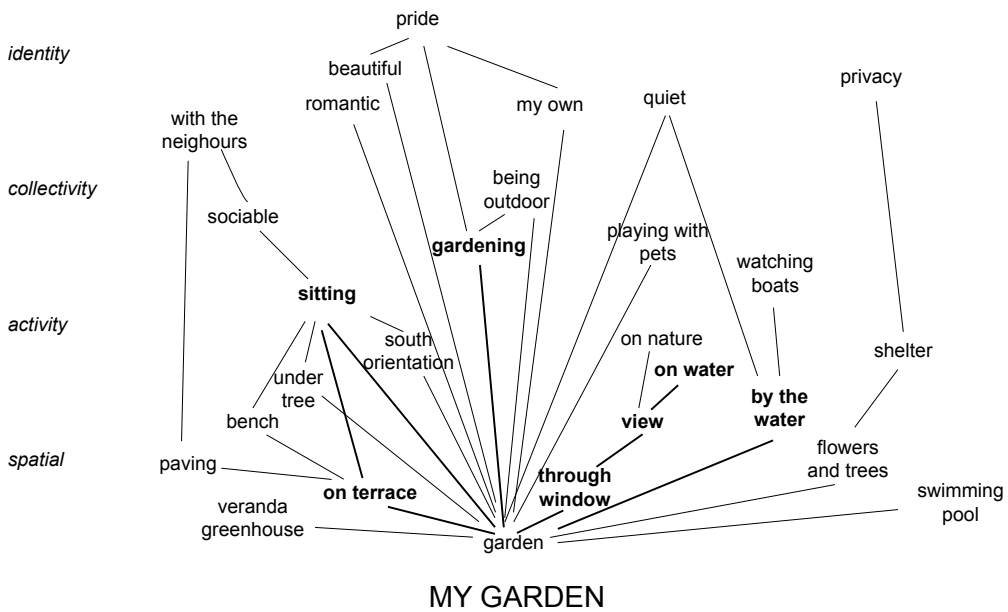 pride
identity
beautiful
privacy
romantic
my own
quiet
with the
neighours
collectivity
being
outdoor
sociable
gardening
playing with
pets
watching
boats
sitting
activity
south
orientation
on nature
shelter
on water
under
tree
by the
water
bench
view
flowers
and trees
spatial
paving
through
window
on terrace
swimming
pool
veranda
greenhouse
garden
MY GARDEN